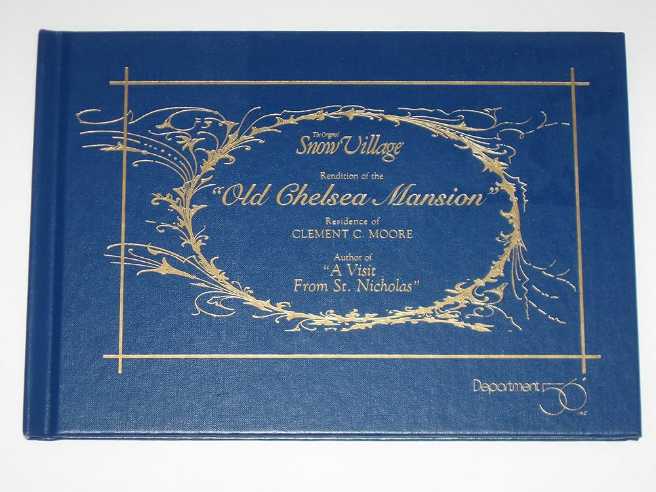 The Original
Snow Village
Rendition of the
"Old Chelsea Mansion"
Residence of
CLEMENT C. MOORE
Author of
"A Visit
From St. Nicholas"
Department 56
INC